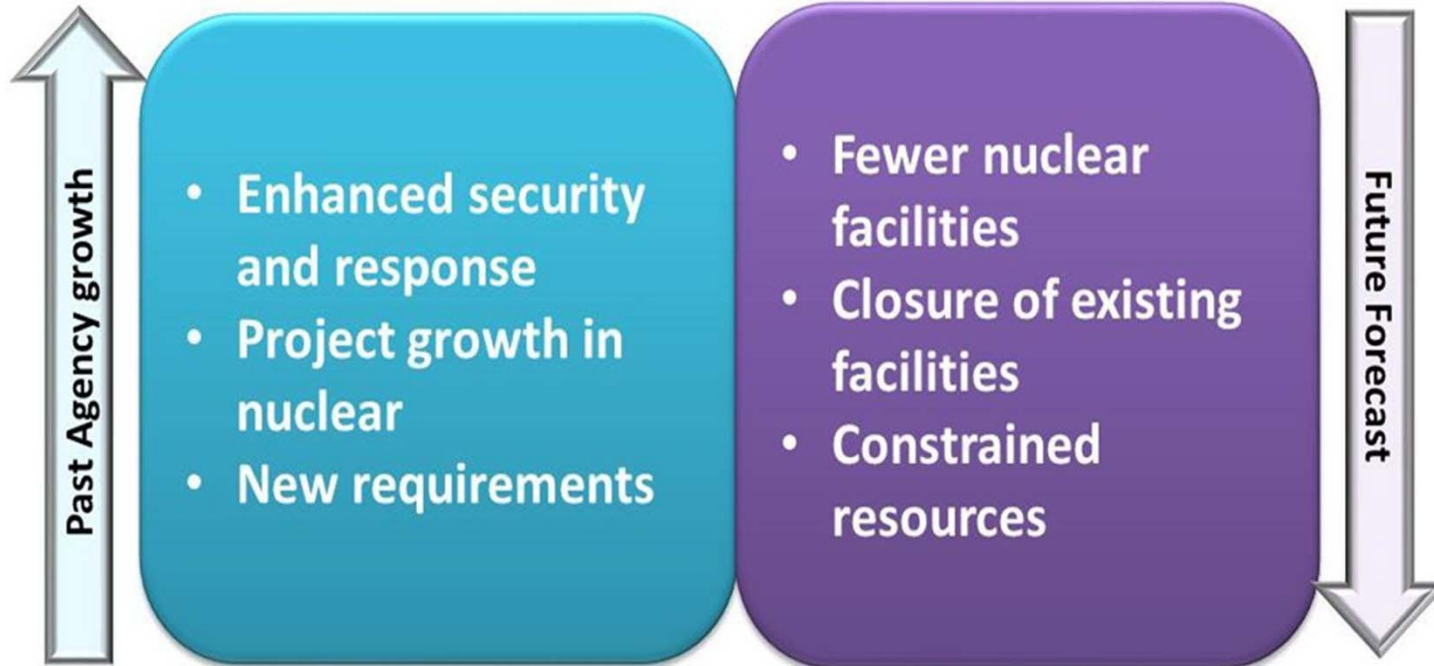 Past Agency growth
• Enhanced security
and response
• Project growth in
nuclear
• New requirements
• Fewer nuclear
facilities
• Closure of existing
facilities
• Constrained
resources
Future Forecast